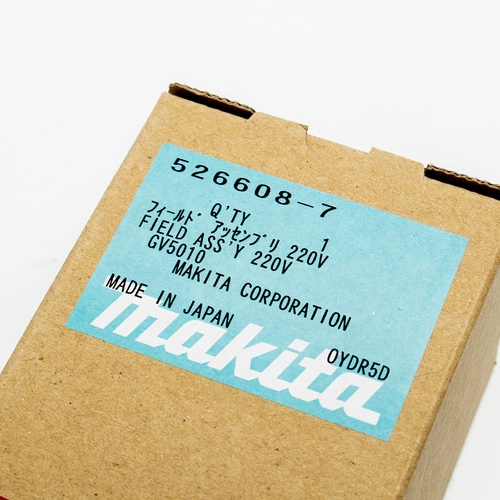 526608-7
Q'TY 1
ﾌｨｰﾙﾄﾞ ｱｯｾﾝﾌﾞﾘ 220V
FIELD ASS'Y 220V
GV5010
MAKITA CORPORATION
MADE IN JAPAN
OYDR5D
makita